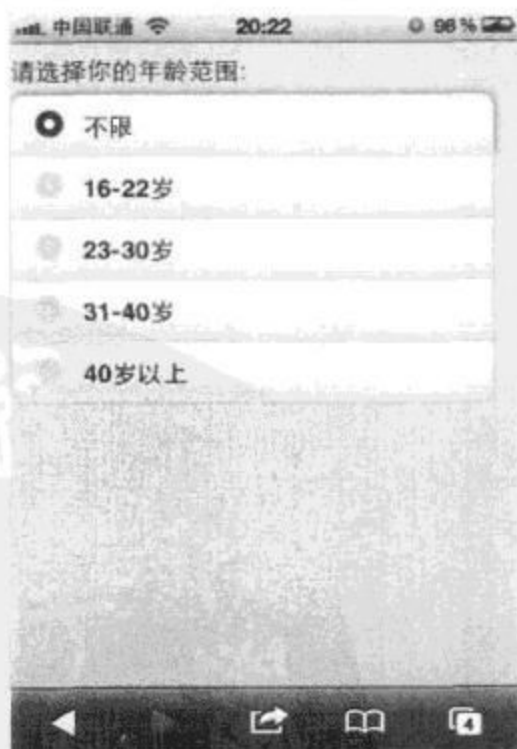 中国联通 20:22 98%
请选择你的年龄范围:
不限
16-22岁
23-30岁
31-40岁
40岁以上
4